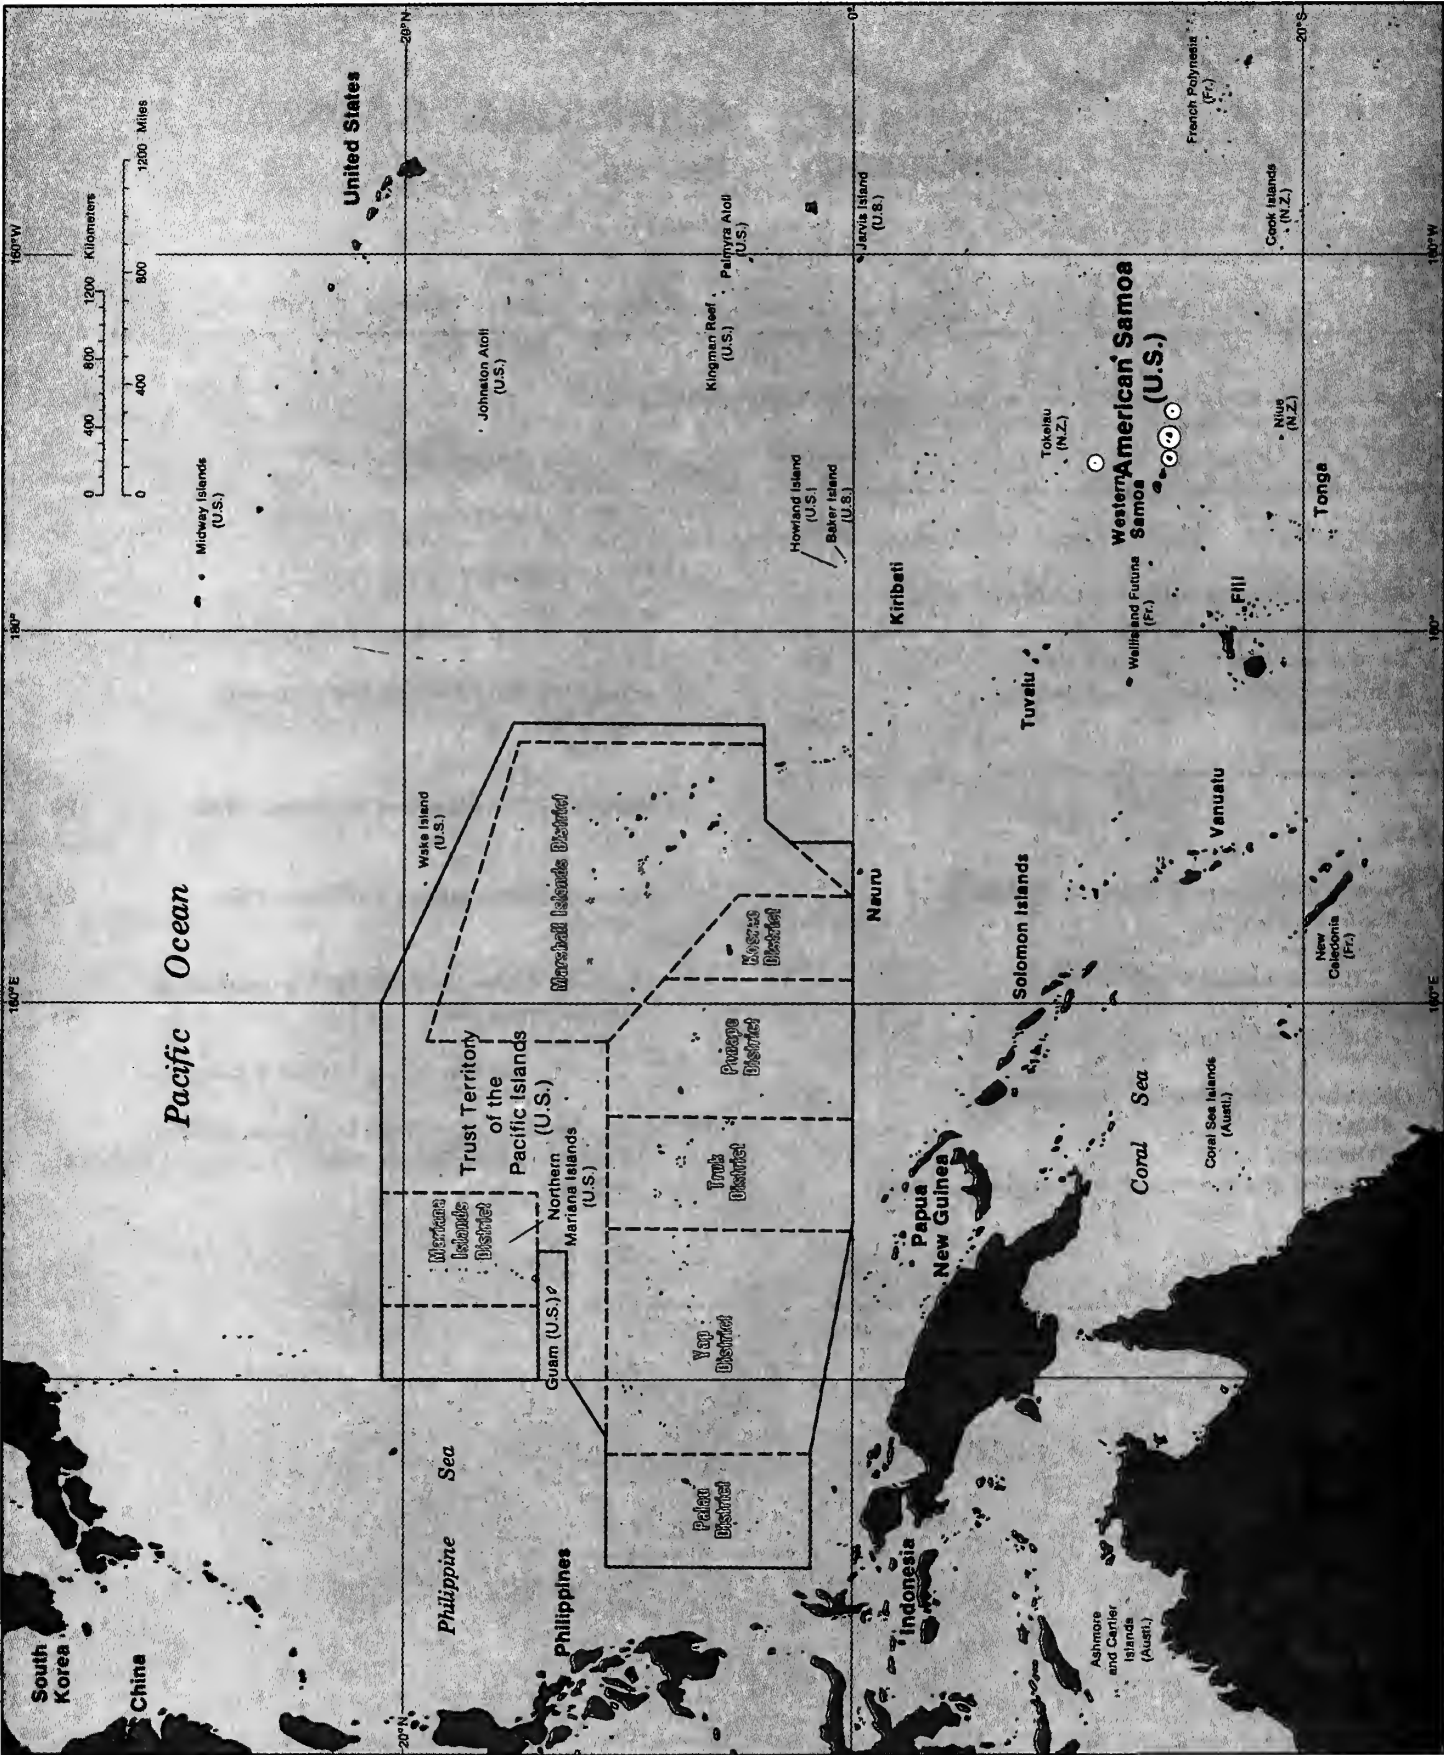 160°W
180°
160°E
20°N
0°
20°S
160°W
180°
160°E
20°N
0°
0 400 800 1200 Kilometers
0 400 800 1200 Miles
South
Korea
China
Pacific Ocean
Midway Islands
(U.S.)
United States
Johnston Atoll
(U.S.)
Wake Island
(U.S.)
Philippine Sea
Philippines
Mariana
Islands
District
Trust Territory
of the
Pacific Islands
(U.S.)
Northern
Mariana Islands
(U.S.)
Guam (U.S.)
Marshall Islands District
Palau
District
Yap
District
Truk
District
Ponape
District
Kosrae
District
Kingman Reef
(U.S.)
Palmyra Atoll
(U.S.)
Howland Island
(U.S.)
Baker Island
(U.S.)
Jarvis Island
(U.S.)
Indonesia
Papua
New Guinea
Nauru
Kiribati
Solomon Islands
Tuvalu
Tokelau
(N.Z.)
Western
Samoa
American Samoa
(U.S.)
Wallis and Futuna
(Fr.)
Ashmore
and Cartier
Islands
(Austl.)
Coral Sea
Coral Sea Islands
(Austl.)
Vanuatu
Fiji
French Polynesia
(Fr.)
Cook Islands
(N.Z.)
Niue
(N.Z.)
Tonga
New
Caledonia
(Fr.)